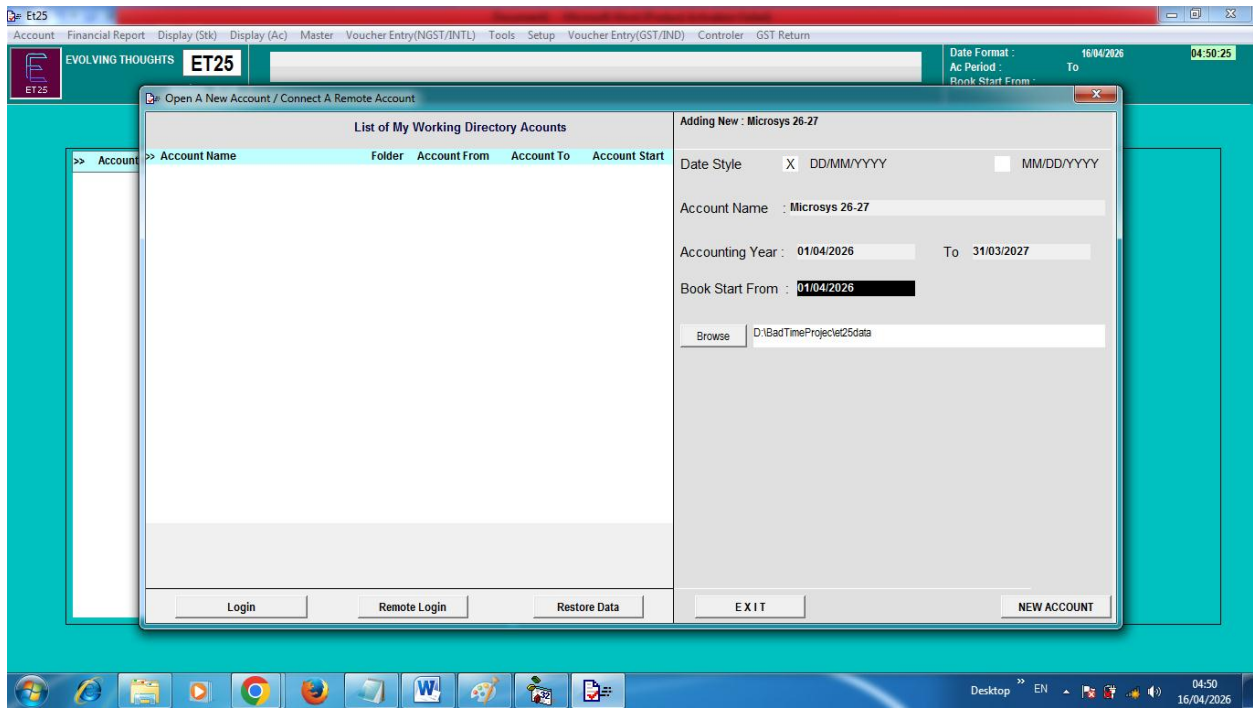 Et25
Account Financial Report Display (Stk) Display (Ac) Master Voucher Entry(NGST/INTL) Tools Setup Voucher Entry(GST/IND) Controler GST Return
EVOLVING THOUGHTS ET25
ET25
Date Format : 16/04/2026 04:50:25
Ac Period : To
Book Start From :
Open A New Account / Connect A Remote Account
List of My Working Directory Acounts
>> Account
>> Account Name Folder Account From Account To Account Start
Adding New : Microsys 26-27
Date Style X DD/MM/YYYY MM/DD/YYYY
Account Name : Microsys 26-27
Accounting Year : 01/04/2026 To 31/03/2027
Book Start From : 01/04/2026
Browse D:\BadTimeProjec\et25data
Login Remote Login Restore Data EXIT NEW ACCOUNT
Desktop » EN 04:50
16/04/2026